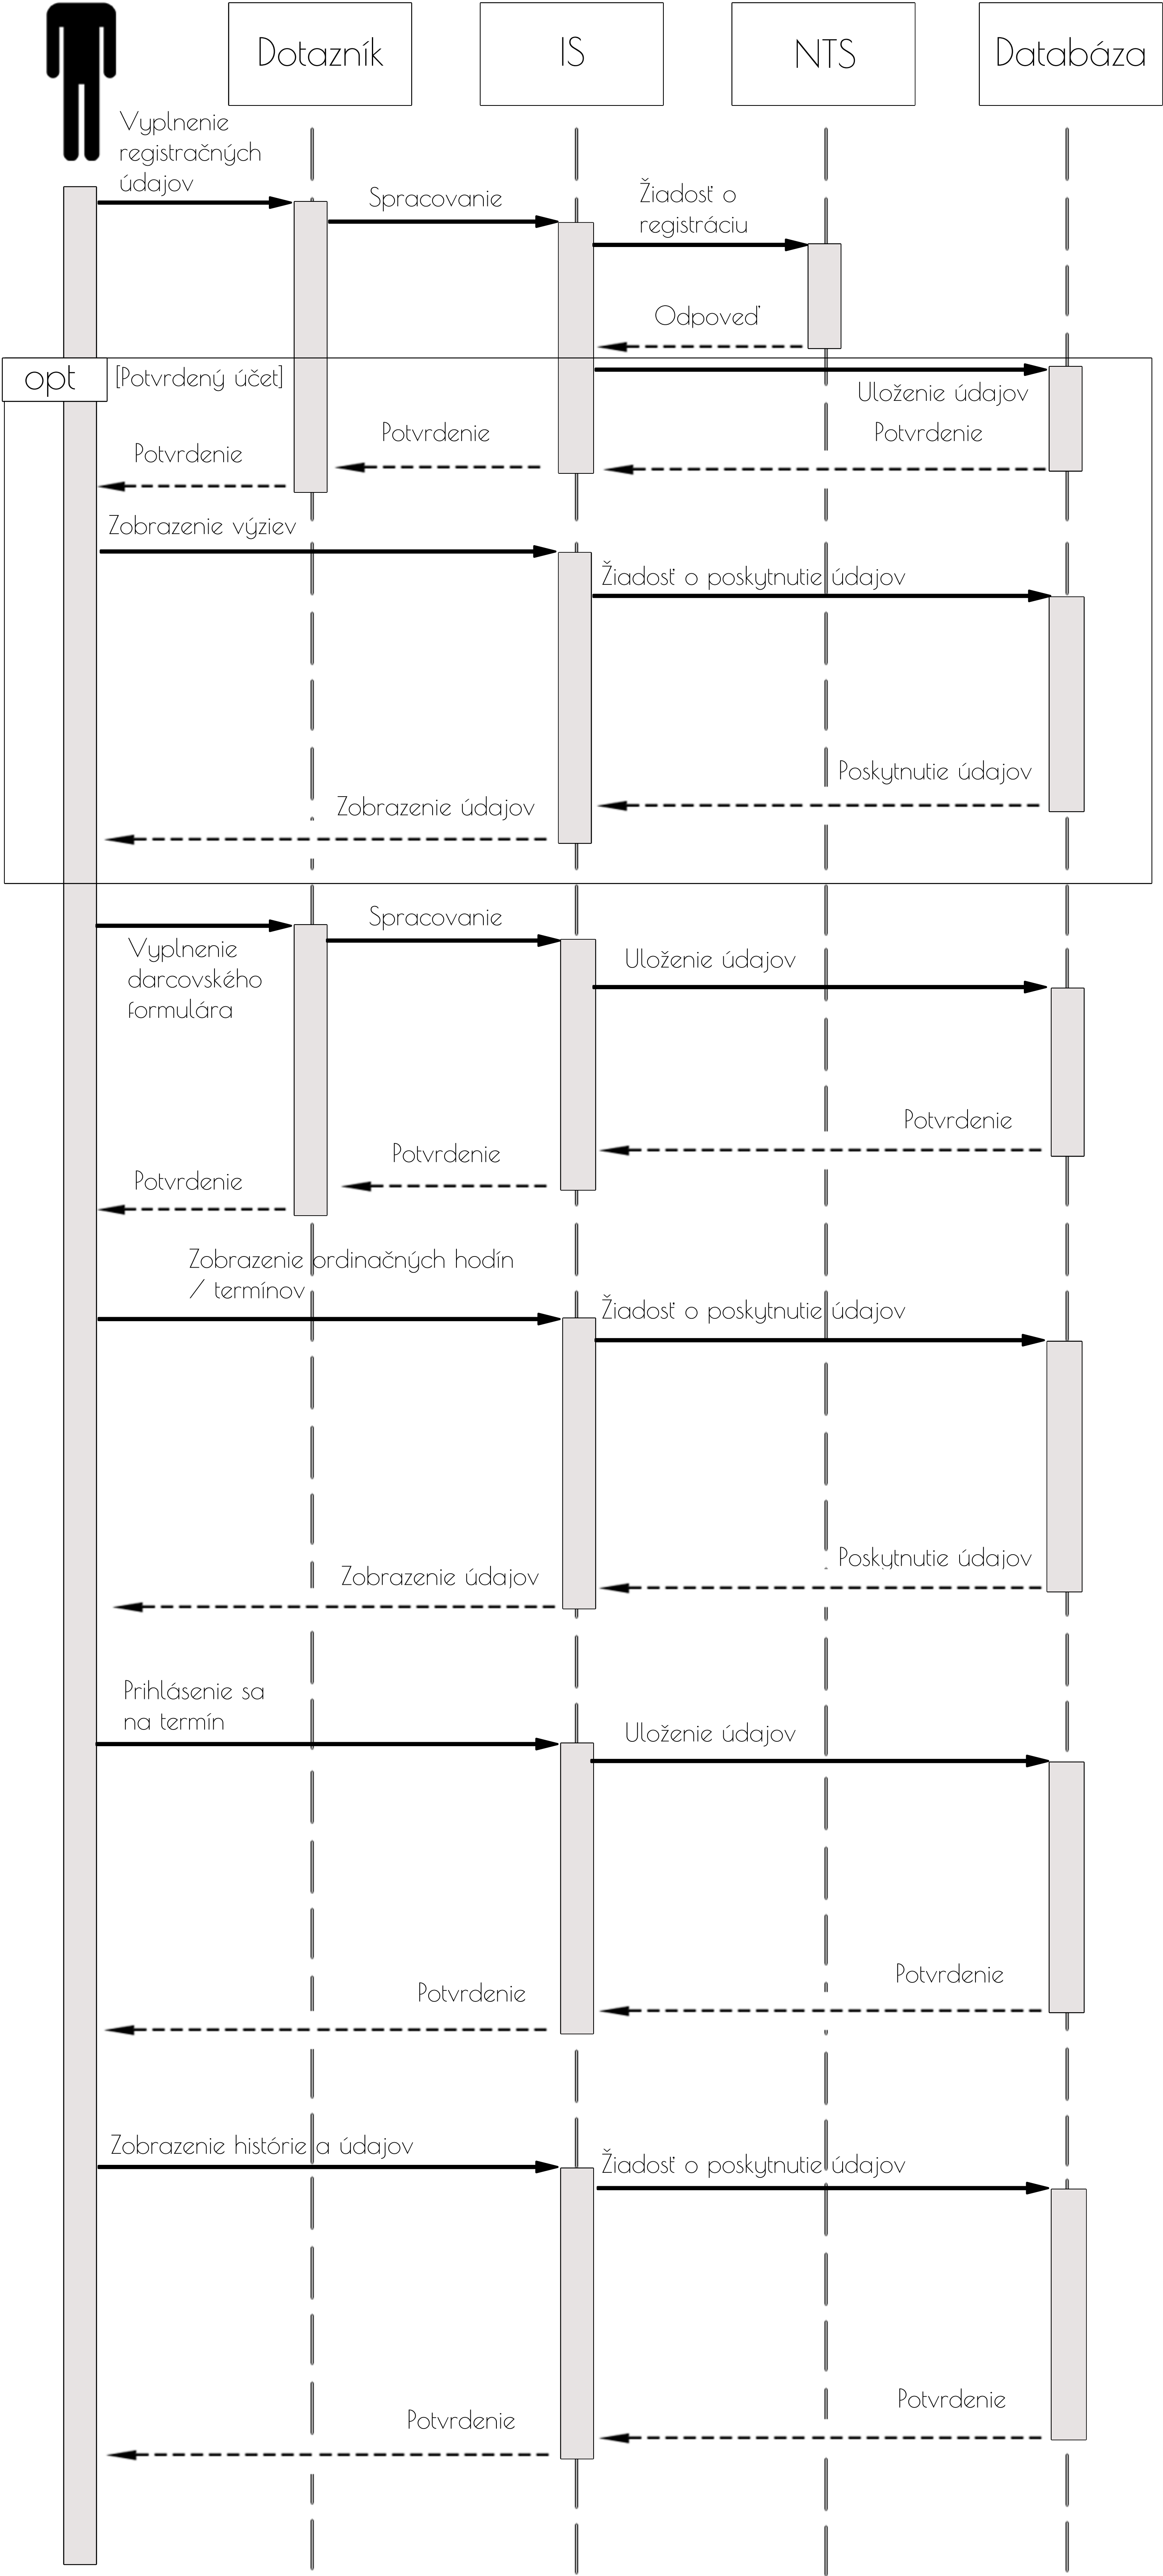 Dotazník
IS
NTS
Databáza
Vyplnenie
registračných
údajov
Spracovanie
Žiadosť o
registráciu
Odpoveď
opt
[Potvrdený účet]
Uloženie údajov
Potvrdenie
Potvrdenie
Potvrdenie
Zobrazenie výziev
Žiadosť o poskytnutie údajov
Poskytnutie údajov
Zobrazenie údajov
Spracovanie
Vyplnenie
darcovského
formulára
Uloženie údajov
Potvrdenie
Potvrdenie
Potvrdenie
Zobrazenie ordinačných hodín
/ termínov
Žiadosť o poskytnutie údajov
Poskytnutie údajov
Zobrazenie údajov
Prihlásenie sa
na termín
Uloženie údajov
Potvrdenie
Potvrdenie
Zobrazenie histórie a údajov
Žiadosť o poskytnutie údajov
Potvrdenie
Potvrdenie